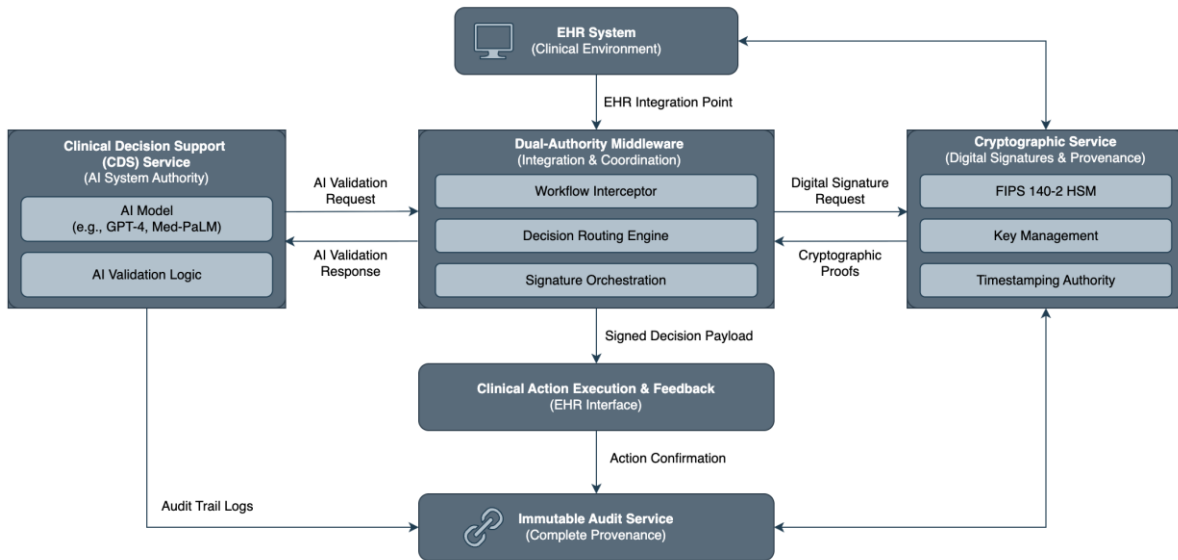 EHR System
(Clinical Environment)
EHR Integration Point
Clinical Decision Support
(CDS) Service
(AI System Authority)
AI Model
(e.g., GPT-4, Med-PaLM)
AI Validation Logic
AI Validation
Request
AI Validation
Response
Dual-Authority Middleware
(Integration & Coordination)
Workflow Interceptor
Decision Routing Engine
Signature Orchestration
Digital Signature
Request
Cryptographic
Proofs
Cryptographic Service
(Digital Signatures & Provenance)
FIPS 140-2 HSM
Key Management
Timestamping Authority
Signed Decision Payload
Clinical Action Execution & Feedback
(EHR Interface)
Action Confirmation
Audit Trail Logs
Immutable Audit Service
(Complete Provenance)